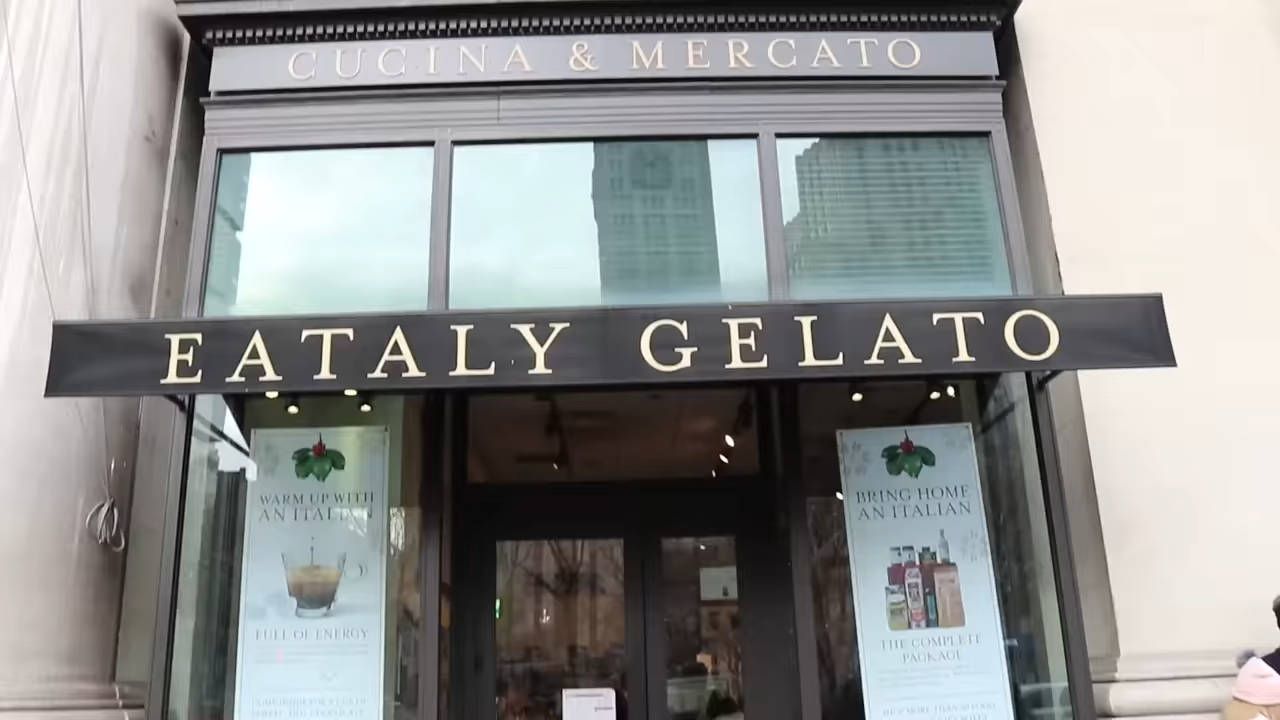 CUCINA & MERCATO
EATALY GELATO
WARM UP WITH
AN ITALIAN
FULL OF ENERGY
BRING HOME
AN ITALIAN
THE COMPLETE
PACKAGE